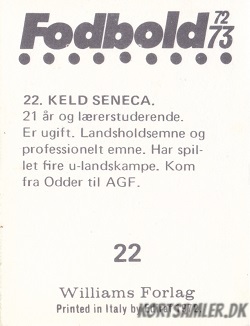 Fodbold 72
73
22. KELD SENECA.
21 år og lærerstuderende.
Er ugift. Landsholdsemne og
professionelt emne. Har spil-
let fire u-landskampe. Kom
fra Odder til AGF.
22
Williams Forlag
Printed in Italy by
KORTSAMLER.DK